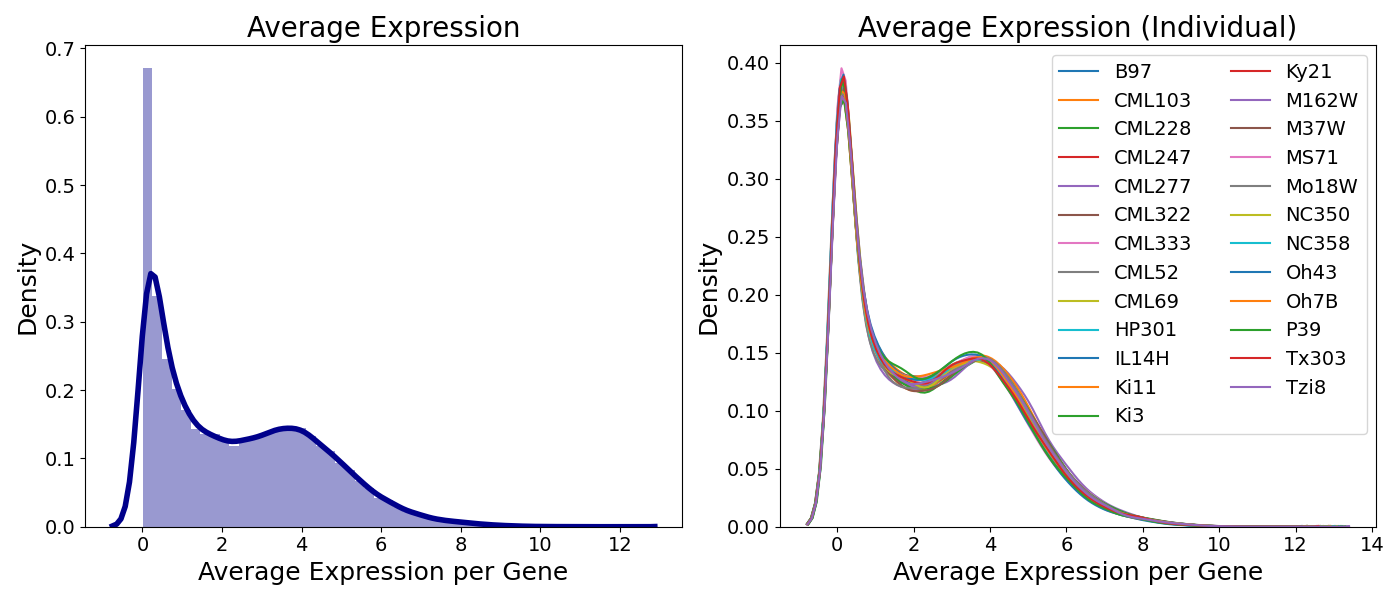 Average Expression
Density
0.7
0.6
0.5
0.4
0.3
0.2
0.1
0.0
0 2 4 6 8 10 12
Average Expression per Gene
Average Expression (Individual)
Density
0.40
0.35
0.30
0.25
0.20
0.15
0.10
0.05
0.00
B97
CML103
CML228
CML247
CML277
CML322
CML333
CML52
CML69
HP301
IL14H
Ki11
Ki3
Ky21
M162W
M37W
MS71
Mo18W
NC350
NC358
Oh43
Oh7B
P39
Tx303
Tzi8
0 2 4 6 8 10 12 14
Average Expression per Gene